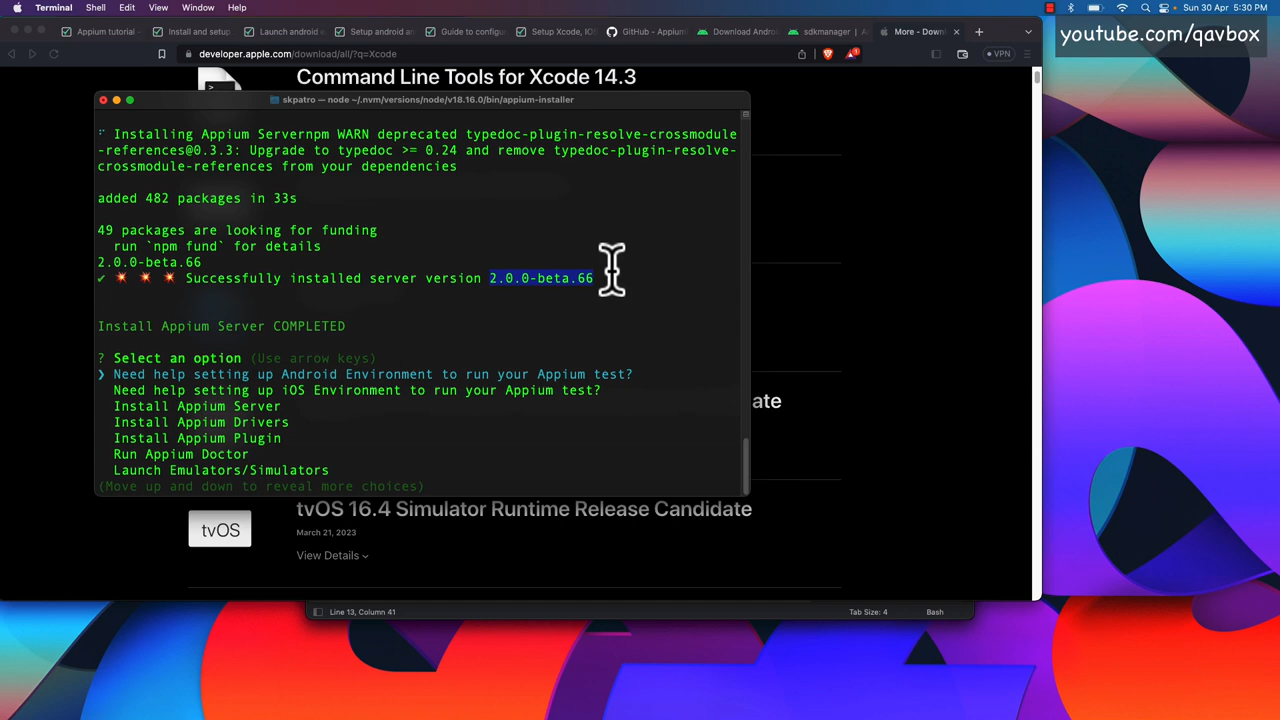 Terminal Shell Edit View Window Help
Sun 30 Apr 5:30 PM
youtube.com/qavbox
Appium tutorial
Install and setu
Launch android e
Setup android an
Guide to configu
Setup Xcode, IOS
GitHub - Appium
Download Andro
sdkmanager | A
More - Down
developer.apple.com/download/all/?q=Xcode
VPN
Command Line Tools for Xcode 14.3
skpatro — node ~/.nvm/versions/node/v18.16.0/bin/appium-installer
Installing Appium Servernpm WARN deprecated typedoc-plugin-resolve-crossmodule
-references@0.3.3: Upgrade to typedoc >= 0.24 and remove typedoc-plugin-resolve-
crossmodule-references from your dependencies
added 482 packages in 33s
49 packages are looking for funding
run `npm fund` for details
2.0.0-beta.66
✔ 💥 💥 💥 Successfully installed server version 2.0.0-beta.66
Install Appium Server COMPLETED
? Select an option (Use arrow keys)
❯ Need help setting up Android Environment to run your Appium test?
Need help setting up iOS Environment to run your Appium test?
Install Appium Server
Install Appium Drivers
Install Appium Plugin
Run Appium Doctor
Launch Emulators/Simulators
(Move up and down to reveal more choices)
ate
tvOS
tvOS 16.4 Simulator Runtime Release Candidate
March 21, 2023
View Details
Line 13, Column 41
Tab Size: 4
Bash